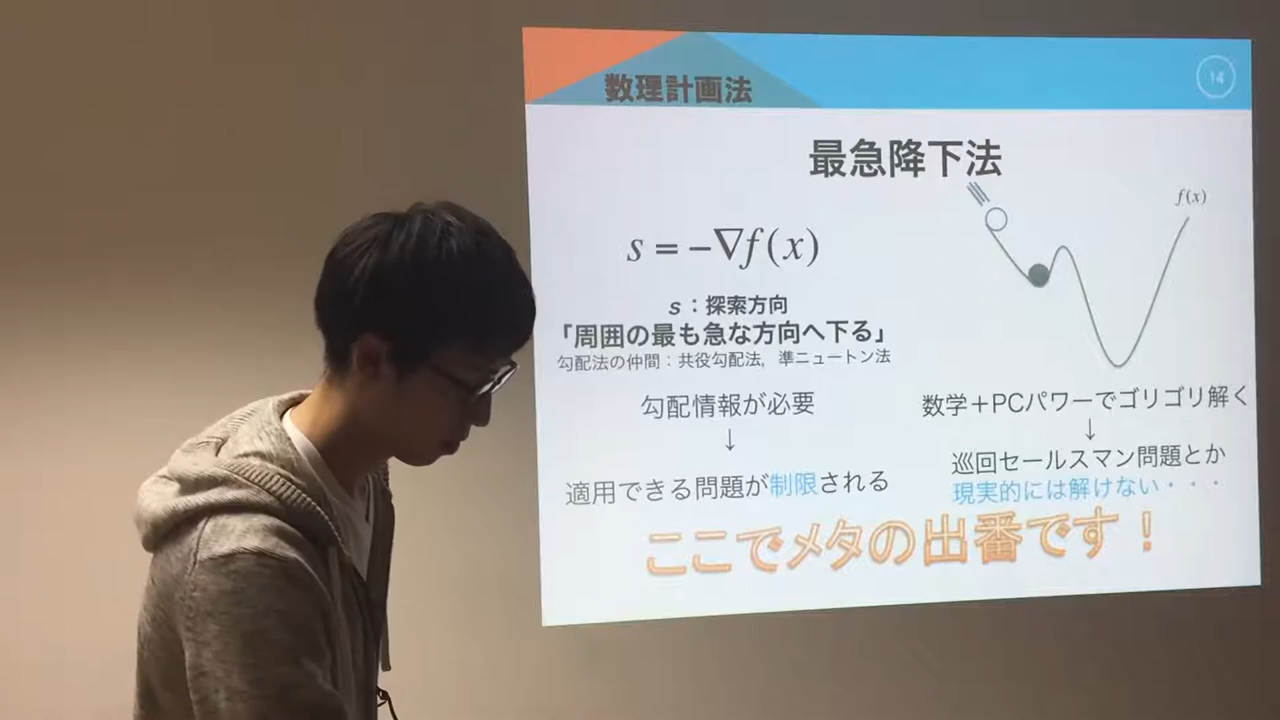 数理計画法
14
最急降下法
f(x)
s = −∇f(x)
s：探索方向
「周囲の最も急な方向へ下る」
勾配法の仲間：共役勾配法，準ニュートン法
勾配情報が必要
↓
適用できる問題が制限される
数学＋PCパワーでゴリゴリ解く
↓
巡回セールスマン問題とか
現実的には解けない・・・
ここでメタの出番です！